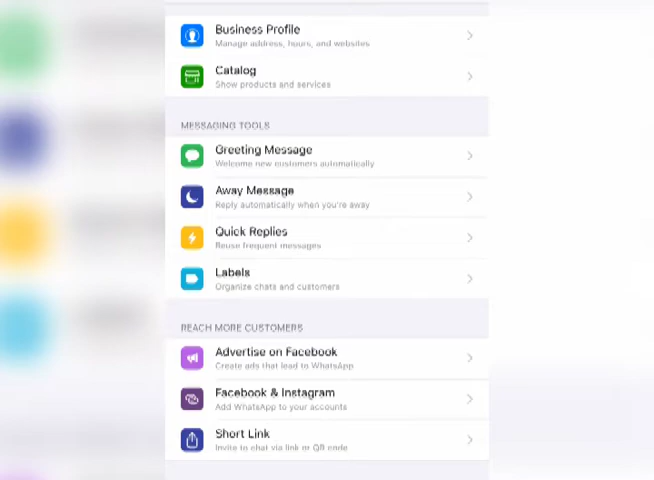 Business Profile
Manage address, hours, and websites
Catalog
Show products and services
MESSAGING TOOLS
Greeting Message
Welcome new customers automatically
Away Message
Reply automatically when you're away
Quick Replies
Reuse frequent messages
Labels
Organize chats and customers
REACH MORE CUSTOMERS
Advertise on Facebook
Create ads that lead to WhatsApp
Facebook & Instagram
Add WhatsApp to your accounts
Short Link
Invite to chat via link or QR code